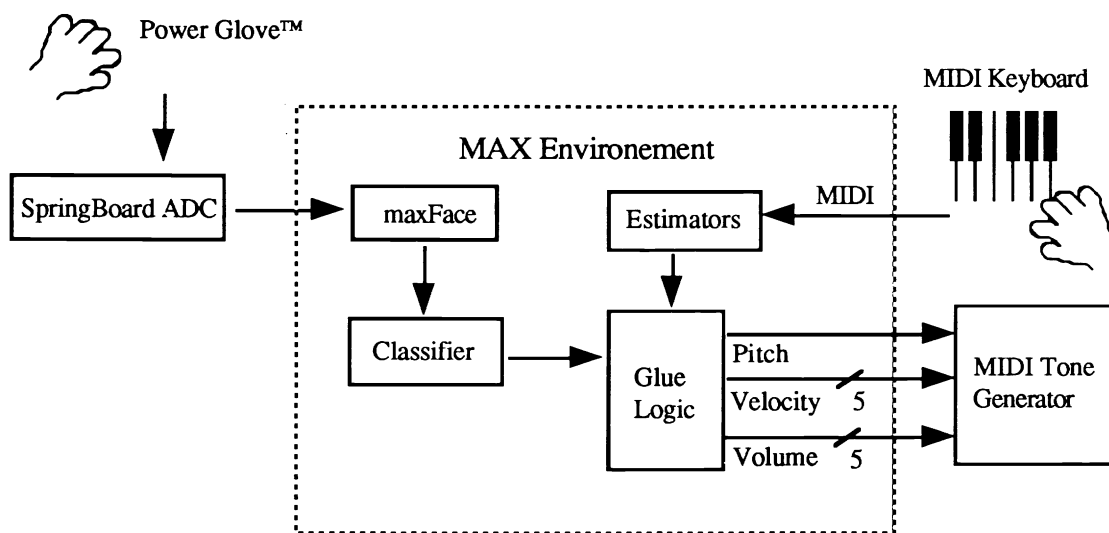 Power Glove™
MIDI Keyboard
MAX Environement
SpringBoard ADC
maxFace
Estimators
MIDI
Classifier
Glue
Logic
Pitch
Velocity 5
Volume 5
MIDI Tone
Generator